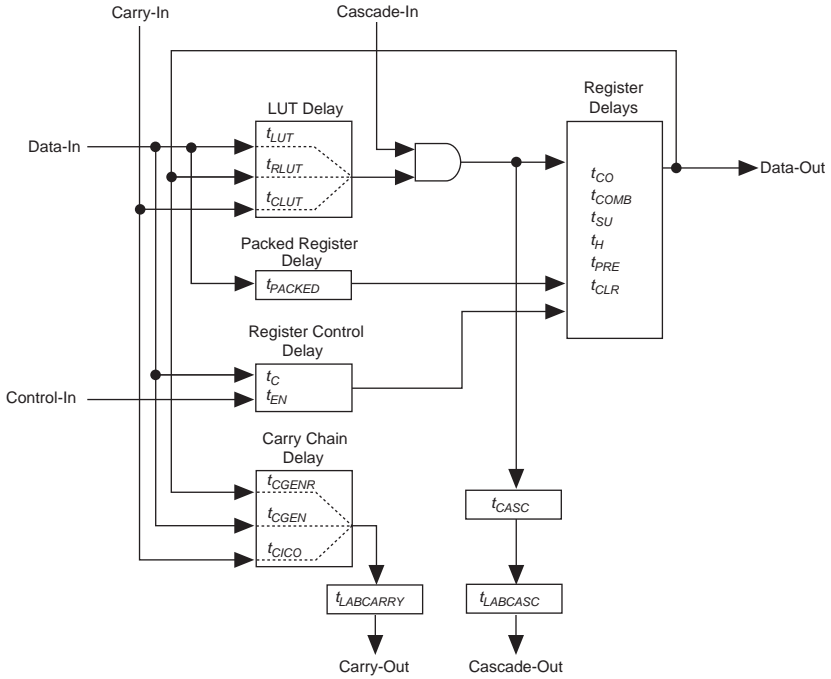 Carry-In
Cascade-In
LUT Delay
Register
Delays
Data-In
tLUT
tRLUT
tCLUT
tCO
tCOMB
tSU
tH
tPRE
tCLR
Data-Out
Packed Register
Delay
tPACKED
Register Control
Delay
tC
tEN
Control-In
Carry Chain
Delay
tCGENR
tCGEN
tCICO
tCASC
tLABCARRY
tLABCASC
Carry-Out
Cascade-Out